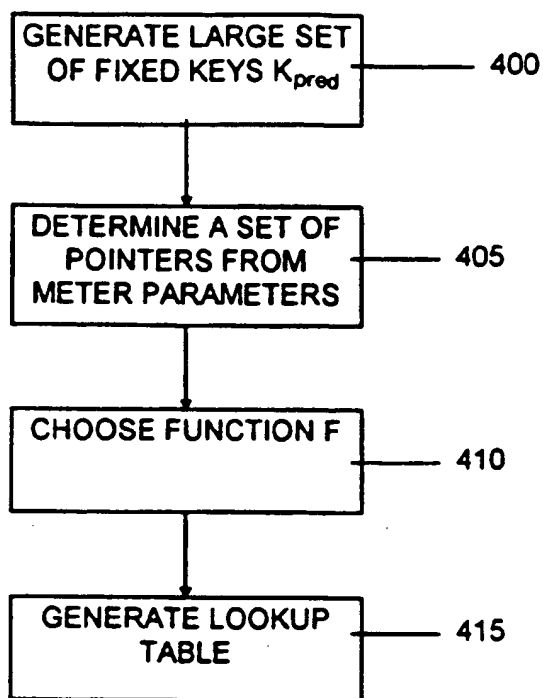 GENERATE LARGE SET
OF FIXED KEYS Kpred
400
DETERMINE A SET OF
POINTERS FROM
METER PARAMETERS
405
CHOOSE FUNCTION F
410
GENERATE LOOKUP
TABLE
415